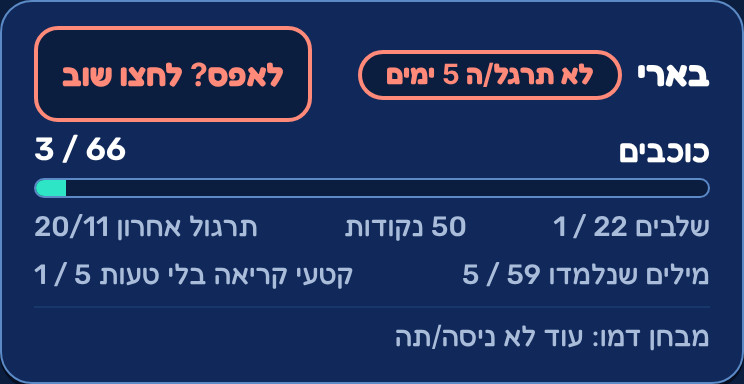 בארי לא תרגל/ה 5 ימים לאפס? לחצו שוב
כוכבים 3 / 66
שלבים 1 / 22 50 נקודות תרגול אחרון 20/11
מילים שנלמדו 5 / 59 קטעי קריאה בלי טעות 1 / 5
מבחן דמו: עוד לא ניסה/תה